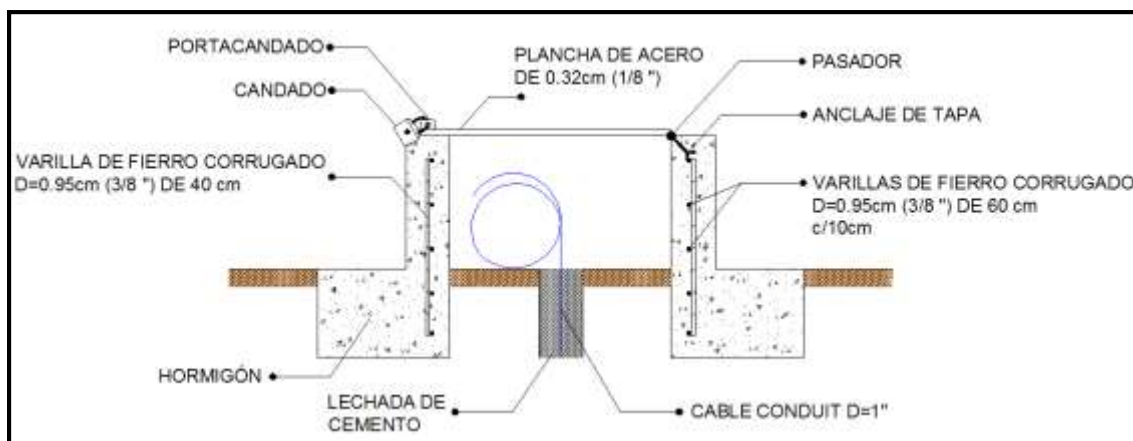 PORTACANDADO
CANDADO
VARILLA DE FIERRO CORRUGADO
D=0.95cm (3/8 ") DE 40 cm
PLANCHA DE ACERO
DE 0.32cm (1/8 ")
PASADOR
ANCLAJE DE TAPA
VARILLAS DE FIERRO CORRUGADO
D=0.95cm (3/8 ") DE 60 cm
c/10cm
HORMIGÓN
LECHADA DE
CEMENTO
CABLE CONDUIT D=1"